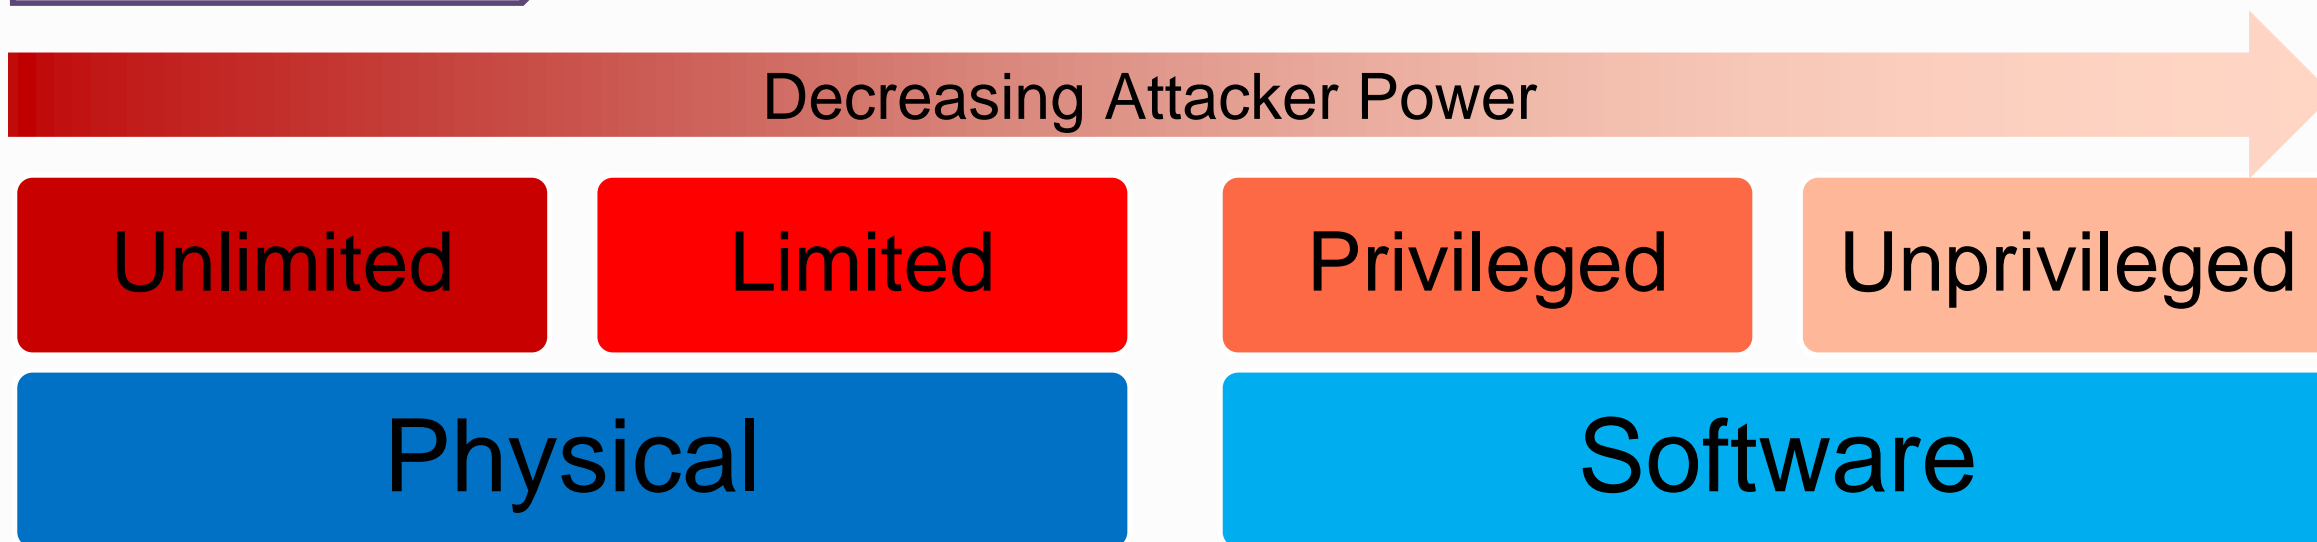 Decreasing Attacker Power
Unlimited Limited Privileged Unprivileged
Physical Software